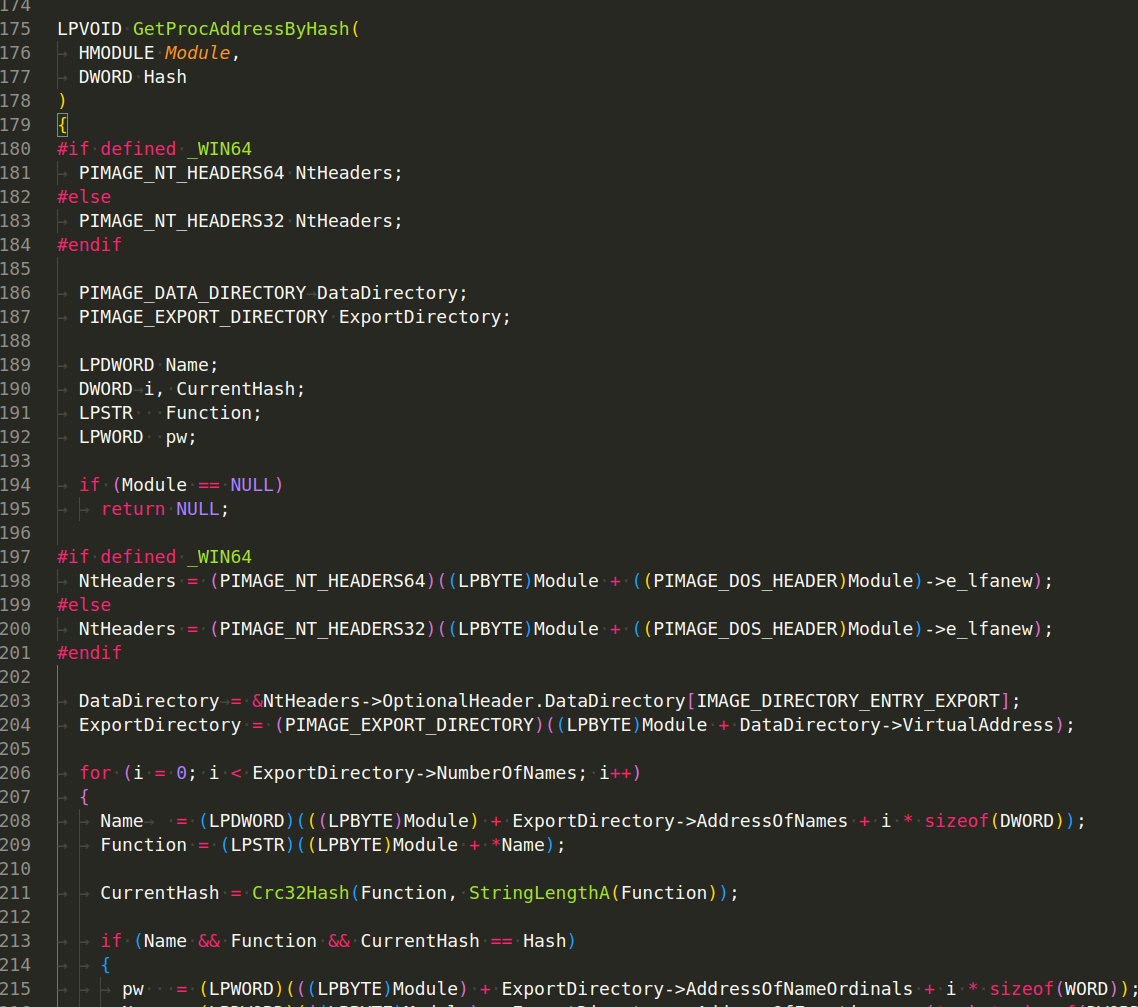 174
175 LPVOID GetProcAddressByHash(
176 HMODULE Module,
177 DWORD Hash
178 )
179 {
180 #if defined _WIN64
181 PIMAGE_NT_HEADERS64 NtHeaders;
182 #else
183 PIMAGE_NT_HEADERS32 NtHeaders;
184 #endif
185
186 PIMAGE_DATA_DIRECTORY DataDirectory;
187 PIMAGE_EXPORT_DIRECTORY ExportDirectory;
188
189 LPDWORD Name;
190 DWORD i, CurrentHash;
191 LPSTR Function;
192 LPWORD pw;
193
194 if (Module == NULL)
195 return NULL;
196
197 #if defined _WIN64
198 NtHeaders = (PIMAGE_NT_HEADERS64)((LPBYTE)Module + ((PIMAGE_DOS_HEADER)Module)->e_lfanew);
199 #else
200 NtHeaders = (PIMAGE_NT_HEADERS32)((LPBYTE)Module + ((PIMAGE_DOS_HEADER)Module)->e_lfanew);
201 #endif
202
203 DataDirectory = &NtHeaders->OptionalHeader.DataDirectory[IMAGE_DIRECTORY_ENTRY_EXPORT];
204 ExportDirectory = (PIMAGE_EXPORT_DIRECTORY)((LPBYTE)Module + DataDirectory->VirtualAddress);
205
206 for (i = 0; i < ExportDirectory->NumberOfNames; i++)
207 {
208 Name = (LPDWORD)(((LPBYTE)Module) + ExportDirectory->AddressOfNames + i * sizeof(DWORD));
209 Function = (LPSTR)((LPBYTE)Module + *Name);
210
211 CurrentHash = Crc32Hash(Function, StringLengthA(Function));
212
213 if (Name && Function && CurrentHash == Hash)
214 {
215 pw = (LPWORD)(((LPBYTE)Module) + ExportDirectory->AddressOfNameOrdinals + i * sizeof(WORD));